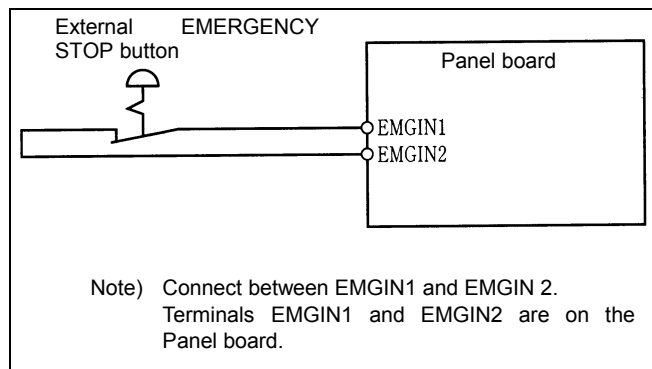 External EMERGENCY
STOP button
Panel board
EMGIN1
EMGIN2
Note) Connect between EMGIN1 and EMGIN 2.
Terminals EMGIN1 and EMGIN2 are on the
Panel board.